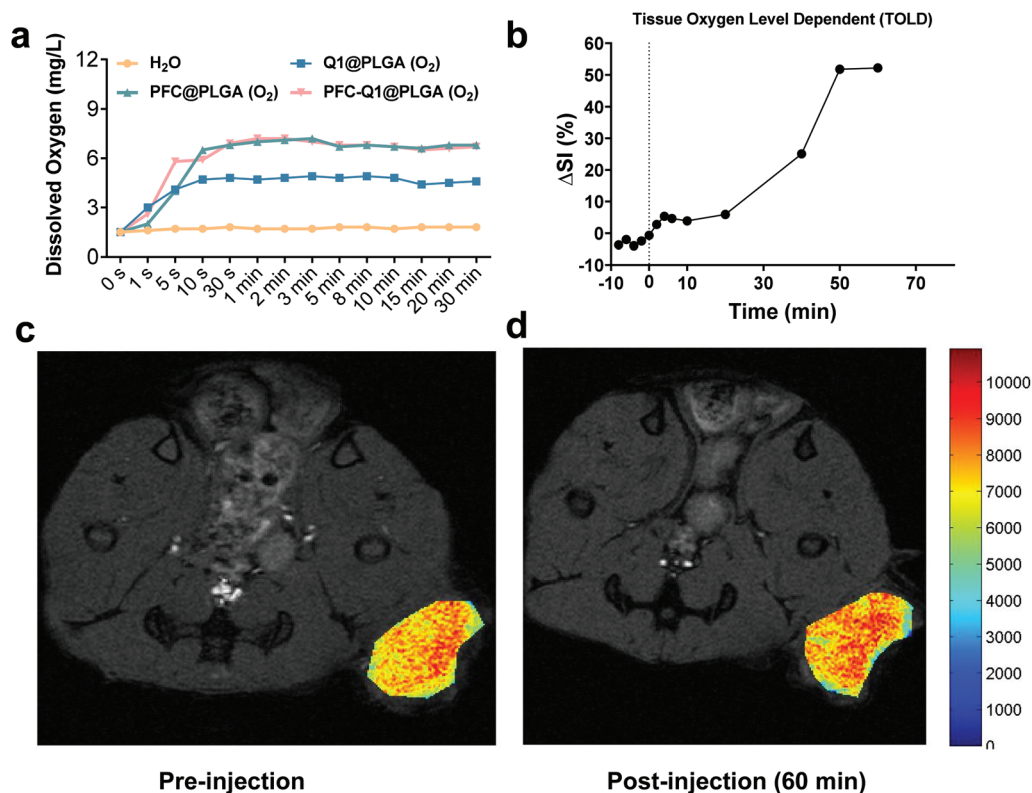 a
Dissolved Oxygen (mg/L)
12
9
6
3
0
H₂O
Q1@PLGA (O₂)
PFC@PLGA (O₂)
PFC-Q1@PLGA (O₂)
0 s
1 s
5 s
10 s
30 s
1 min
2 min
3 min
5 min
8 min
10 min
15 min
20 min
30 min
b
Tissue Oxygen Level Dependent (TOLD)
ΔSI (%)
60
50
40
30
20
10
0
-10
-10
0
10
30
50
70
Time (min)
c
d
10000
9000
8000
7000
6000
5000
4000
3000
2000
1000
0
Pre-injection
Post-injection (60 min)